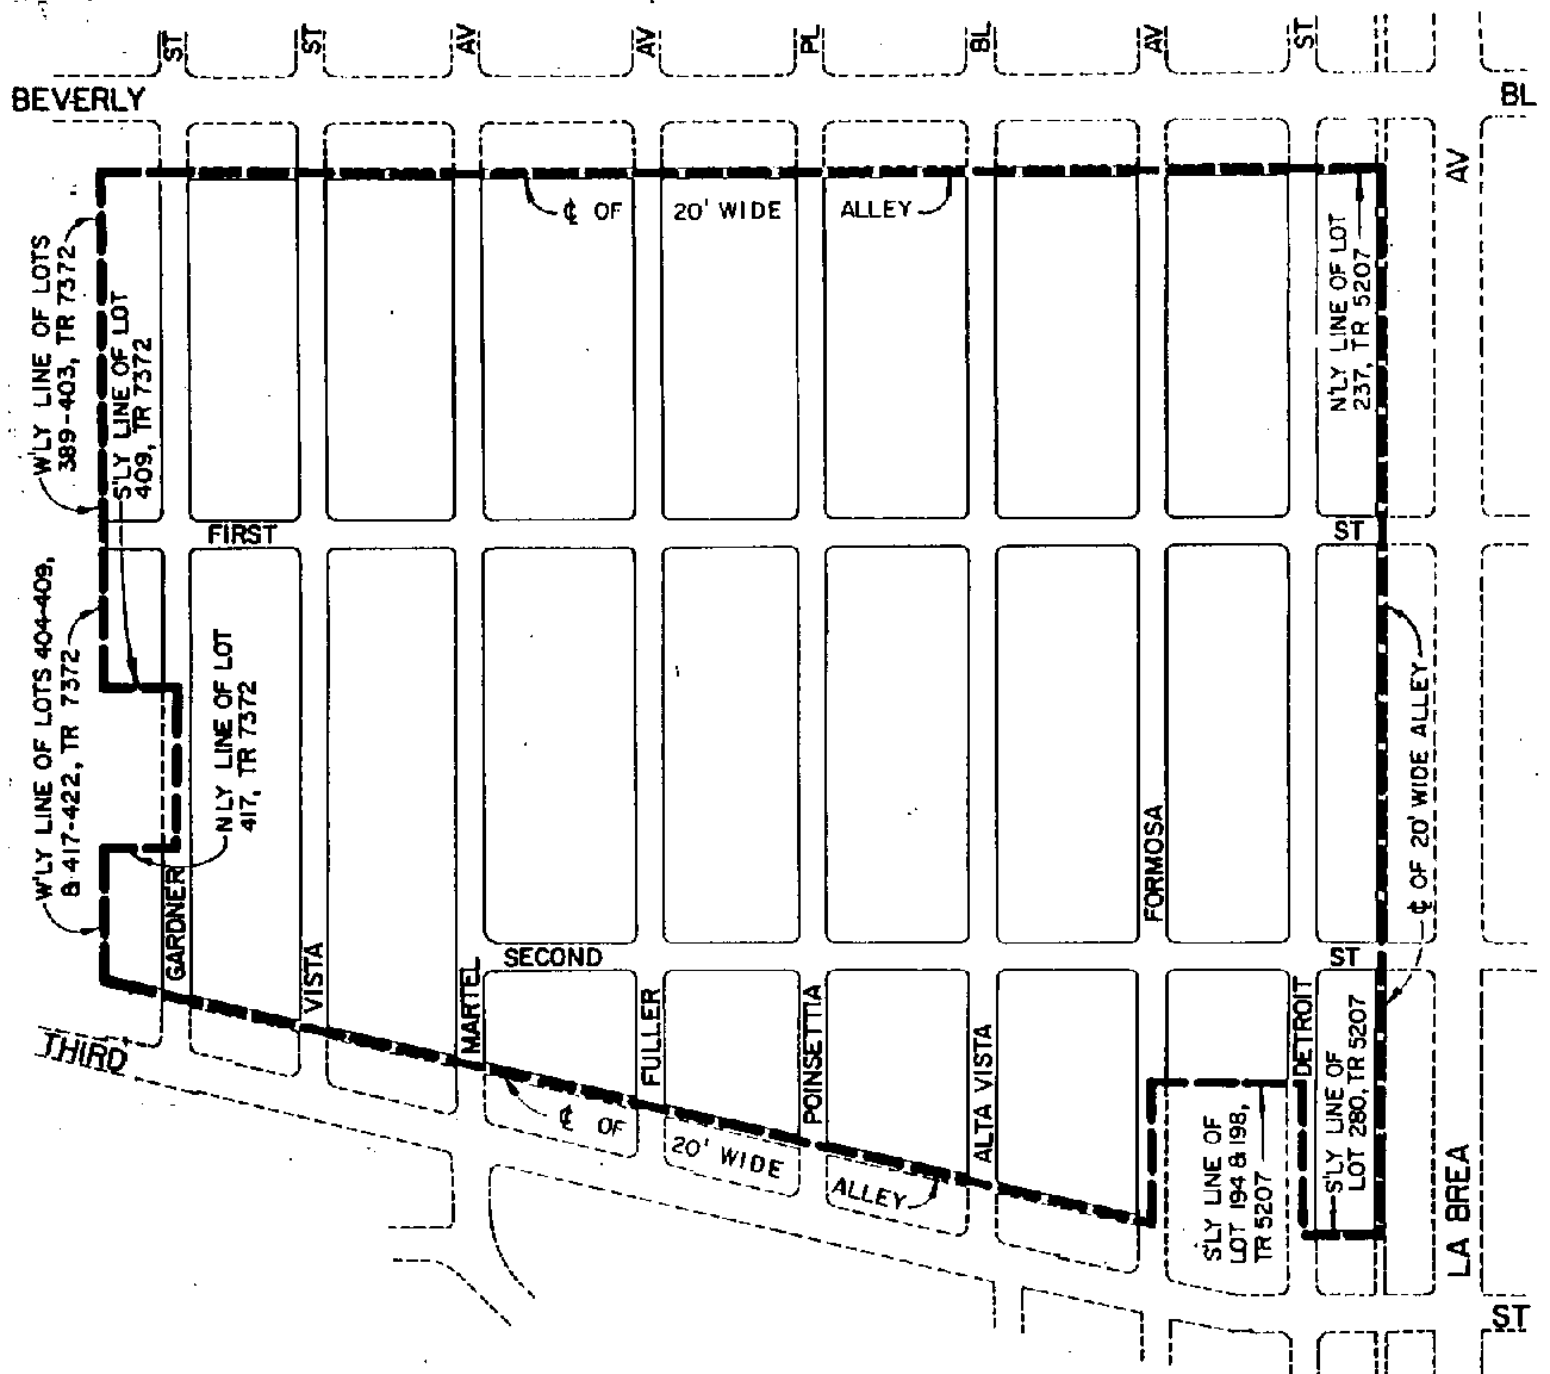 ST
ST
AV
AV
PL
BL
AV
ST
BEVERLY
BL
AV
℄ OF
20' WIDE
ALLEY
W'LY LINE OF LOTS
389-403, TR 7372
S'LY LINE OF LOT
409, TR 7372
N'LY LINE OF LOT
237, TR 5207
FIRST
ST
W'LY LINE OF LOTS 404-409,
& 417-422, TR 7372
N'LY LINE OF LOT
417, TR 7372
℄ OF 20' WIDE ALLEY
GARDNER
VISTA
MARTEL
SECOND
ST
FULLER
POINSETTIA
ALTA VISTA
FORMOSA
DETROIT
THIRD
℄ OF
20' WIDE
ALLEY
S'LY LINE OF
LOT 194 & 198,
TR 5207
S'LY LINE OF
LOT 280, TR 5207
LA BREA
ST